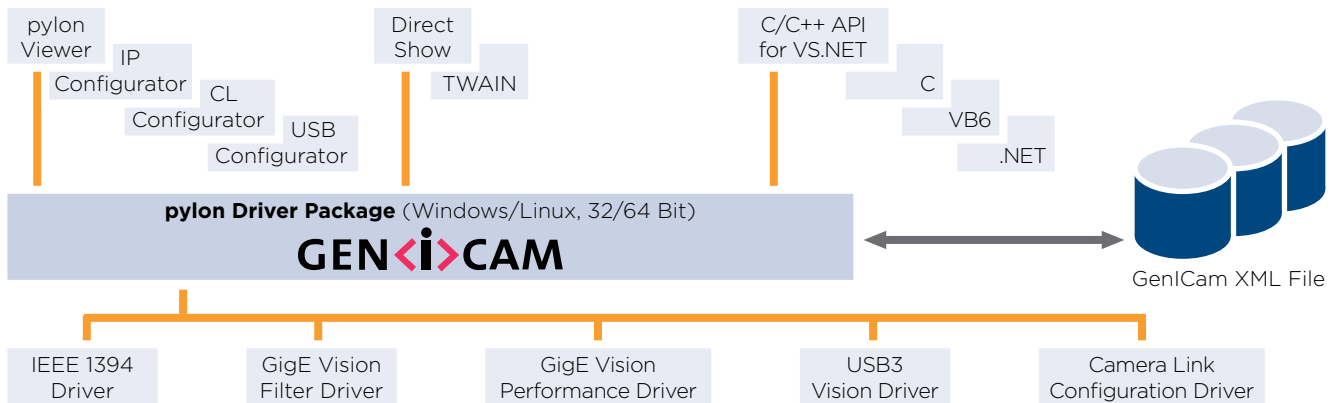 pylon
Viewer
IP
Configurator
CL
Configurator
USB
Configurator
Direct
Show
TWAIN
C/C++ API
for VS.NET
C
VB6
.NET
pylon Driver Package (Windows/Linux, 32/64 Bit)
GEN<i>CAM
GenICam XML File
IEEE 1394
Driver
GigE Vision
Filter Driver
GigE Vision
Performance Driver
USB3
Vision Driver
Camera Link
Configuration Driver